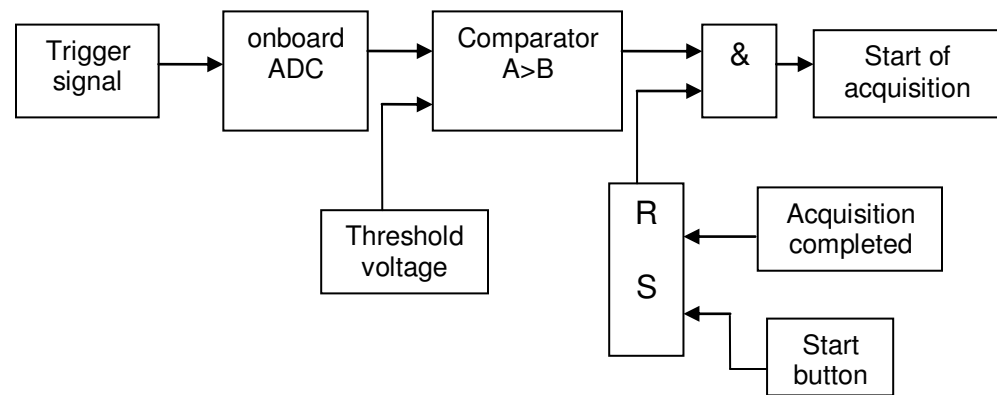 Trigger
signal
onboard
ADC
Comparator
A>B
&
Start of
acquisition
Threshold
voltage
R
S
Acquisition
completed
Start
button